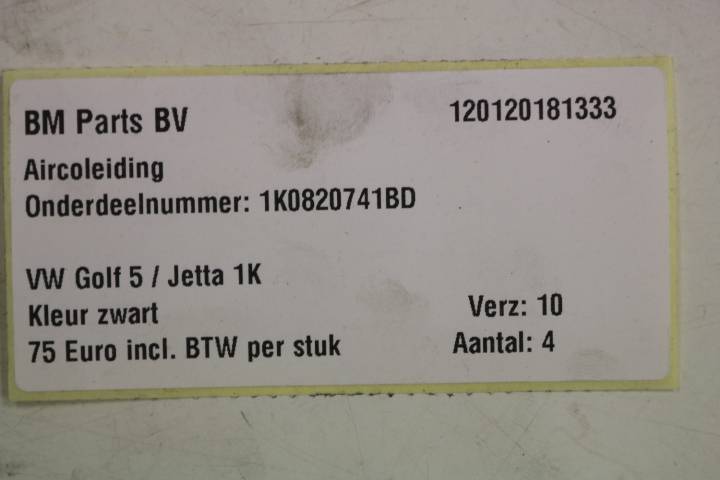 BM Parts BV 120120181333
Aircoleiding
Onderdeelnummer: 1K0820741BD
VW Golf 5 / Jetta 1K
Kleur zwart Verz: 10
75 Euro incl. BTW per stuk Aantal: 4